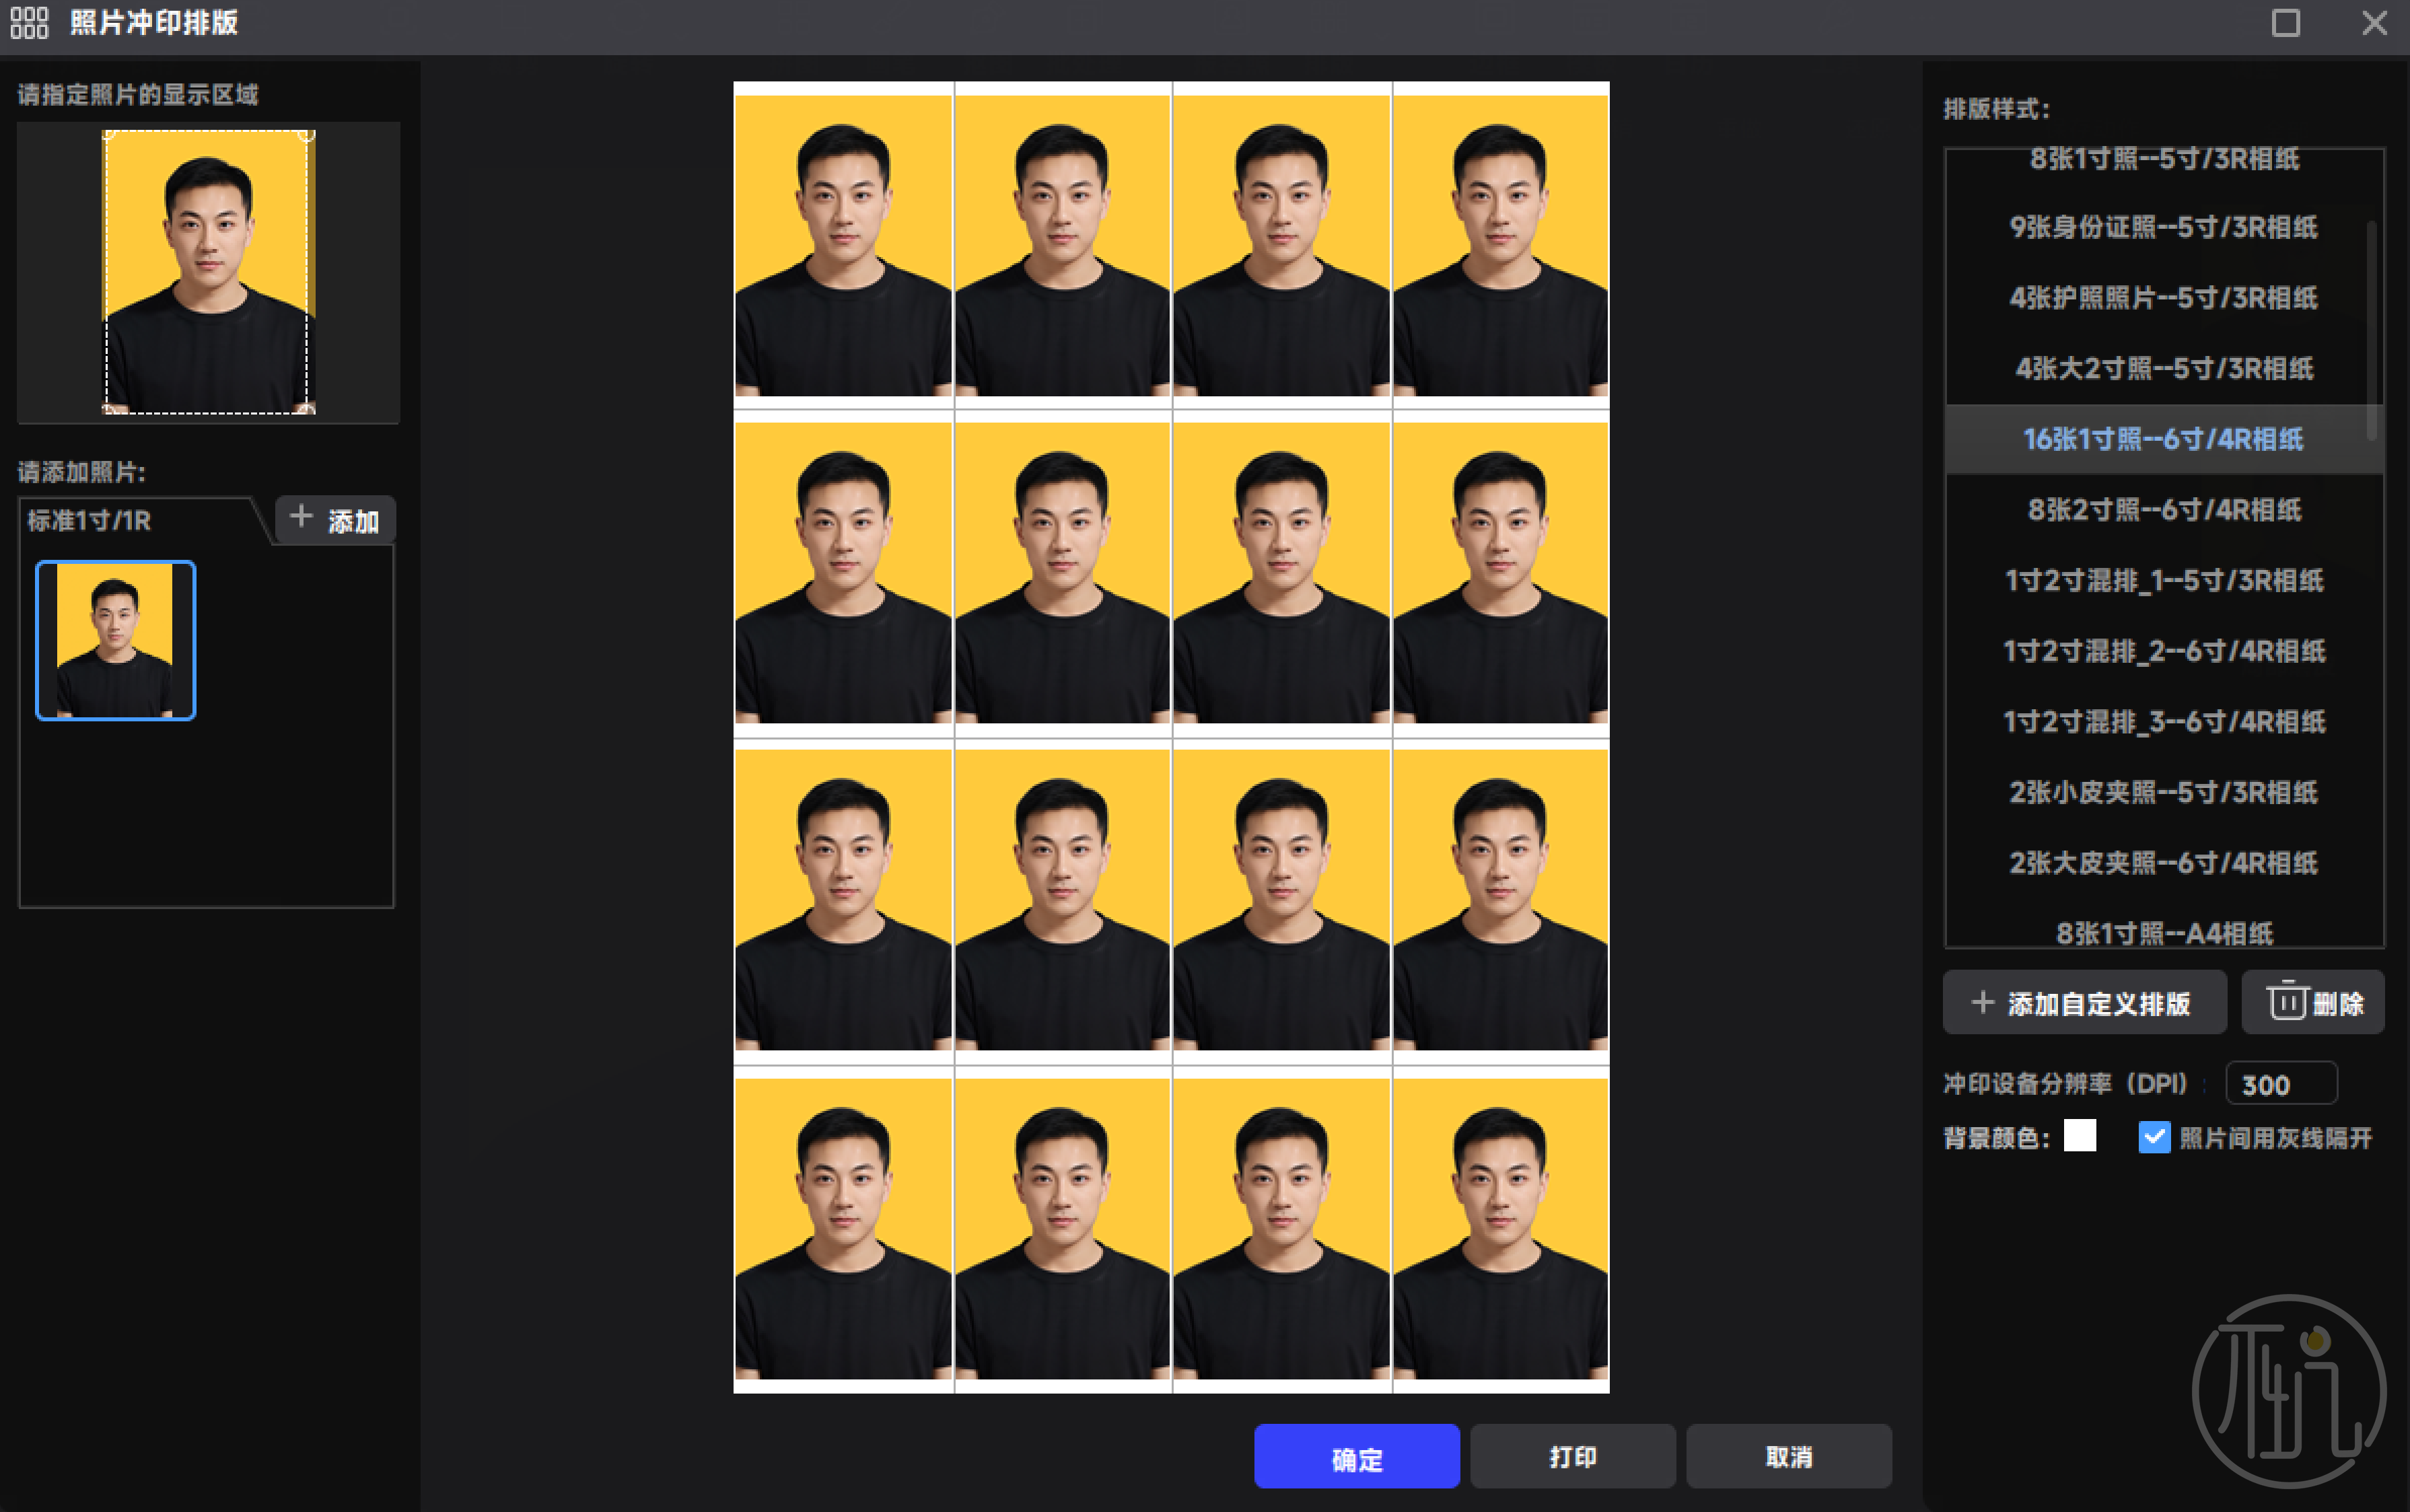 照片冲印排版
请指定照片的显示区域
请添加照片:
标准1寸/1R
+ 添加
排版样式:
8张1寸照--5寸/3R相纸
9张身份证照--5寸/3R相纸
4张护照照片--5寸/3R相纸
4张大2寸照--5寸/3R相纸
16张1寸照--6寸/4R相纸
8张2寸照--6寸/4R相纸
1寸2寸混排_1--5寸/3R相纸
1寸2寸混排_2--6寸/4R相纸
1寸2寸混排_3--6寸/4R相纸
2张小皮夹照--5寸/3R相纸
2张大皮夹照--6寸/4R相纸
8张1寸照--A4相纸
+ 添加自定义排版
删除
冲印设备分辨率（DPI）: 300
背景颜色:
照片间用灰线隔开
确定
打印
取消